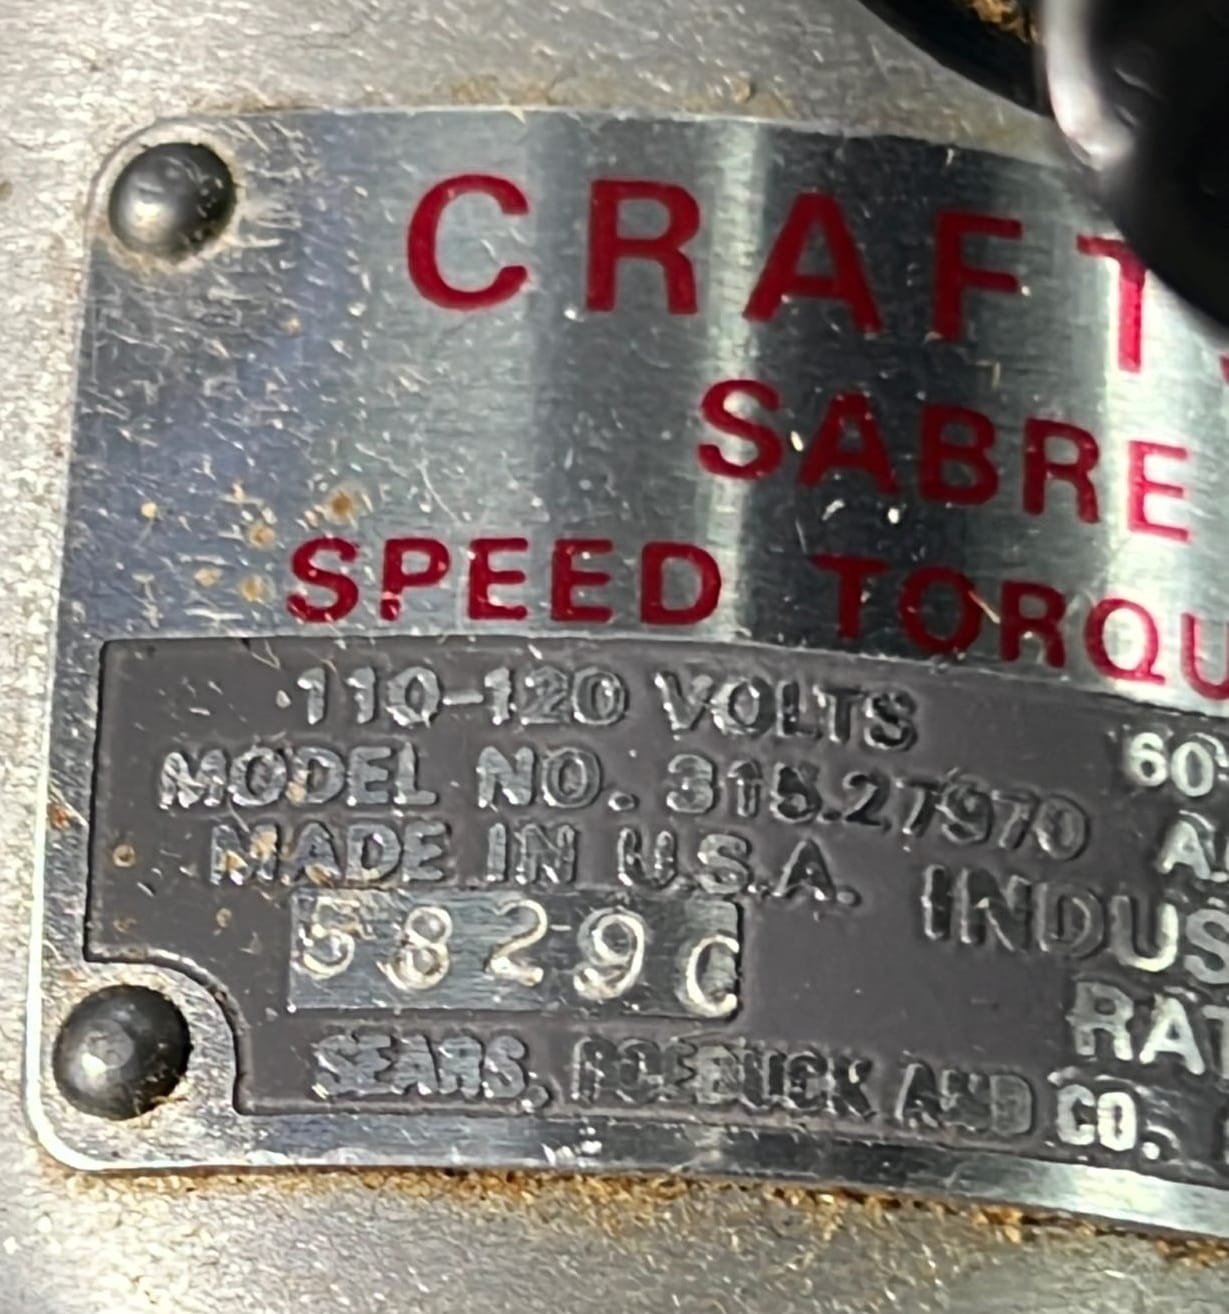 CRAFT
SABRE
SPEED TORQU
110-120 VOLTS 60
MODEL NO. 315.27970 A
MADE IN U.S.A. INDUS
5829C RAT
SEARS, ROEBUCK AND CO.